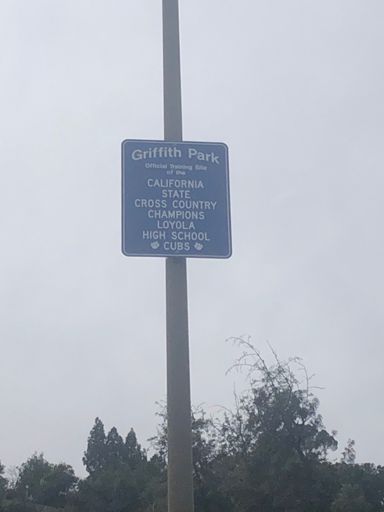 Griffith Park
Official Training Site
of the
CALIFORNIA
STATE
CROSS COUNTRY
CHAMPIONS
LOYOLA
HIGH SCHOOL
CUBS